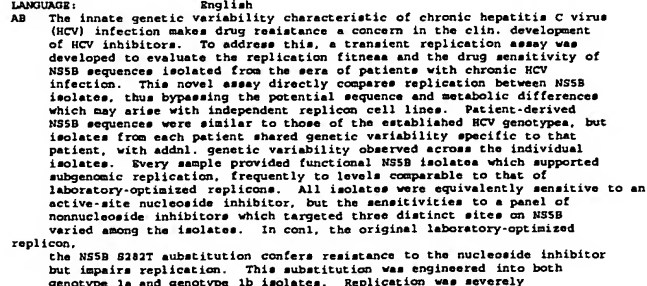 LANGUAGE: English
AB The innate genetic variability characteristic of chronic hepatitis C virus
(HCV) infection makes drug resistance a concern in the clin. development
of HCV inhibitors. To address this, a transient replication assay was
developed to evaluate the replication fitness and the drug sensitivity of
NS5B sequences isolated from the sera of patients with chronic HCV
infection. This novel assay directly compares replication between NS5B
isolates, thus bypassing the potential sequence and metabolic differences
which may arise with independent replicon cell lines. Patient-derived
NS5B sequences were similar to those of the established HCV genotypes, but
isolates from each patient shared genetic variability specific to that
patient, with addnl. genetic variability observed across the individual
isolates. Every sample provided functional NS5B isolates which supported
subgenomic replication, frequently to levels comparable to that of
laboratory-optimized replicons. All isolates were equivalently sensitive to an
active-site nucleoside inhibitor, but the sensitivities to a panel of
nonnucleoside inhibitors which targeted three distinct sites on NS5B
varied among the isolates. In con1, the original laboratory-optimized
replicon,
the NS5B S282T substitution confers resistance to the nucleoside inhibitor
but impairs replication. This substitution was engineered into both
genotype 1a and genotype 1b isolates. Replication was severely